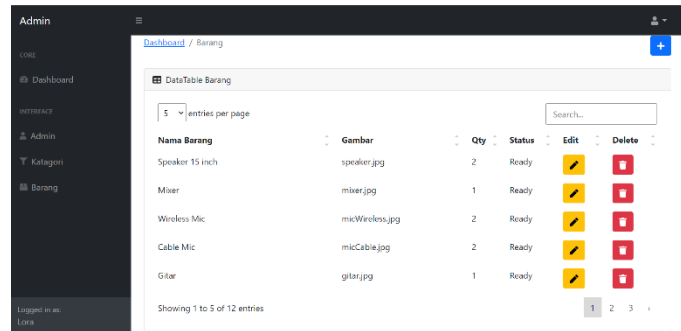 Admin
CORE
Dashboard
INTERFACE
Admin
Katagori
Barang
Logged in as:
Lora
Dashboard / Barang
+
DataTable Barang
5 entries per page
Search...
Nama Barang Gambar Qty Status Edit Delete
Speaker 15 inch speaker.jpg 2 Ready
Mixer mixer.jpg 1 Ready
Wireless Mic micWireless.jpg 2 Ready
Cable Mic micCable.jpg 2 Ready
Gitar gitar.jpg 1 Ready
Showing 1 to 5 of 12 entries
1 2 3 ›